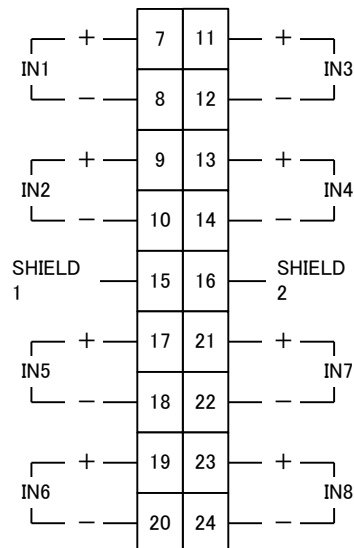 + 7 11 +
IN1 IN3
− 8 12 −
+ 9 13 +
IN2 IN4
− 10 14 −
SHIELD 1 15 16 SHIELD 2
+ 17 21 +
IN5 IN7
− 18 22 −
+ 19 23 +
IN6 IN8
− 20 24 −